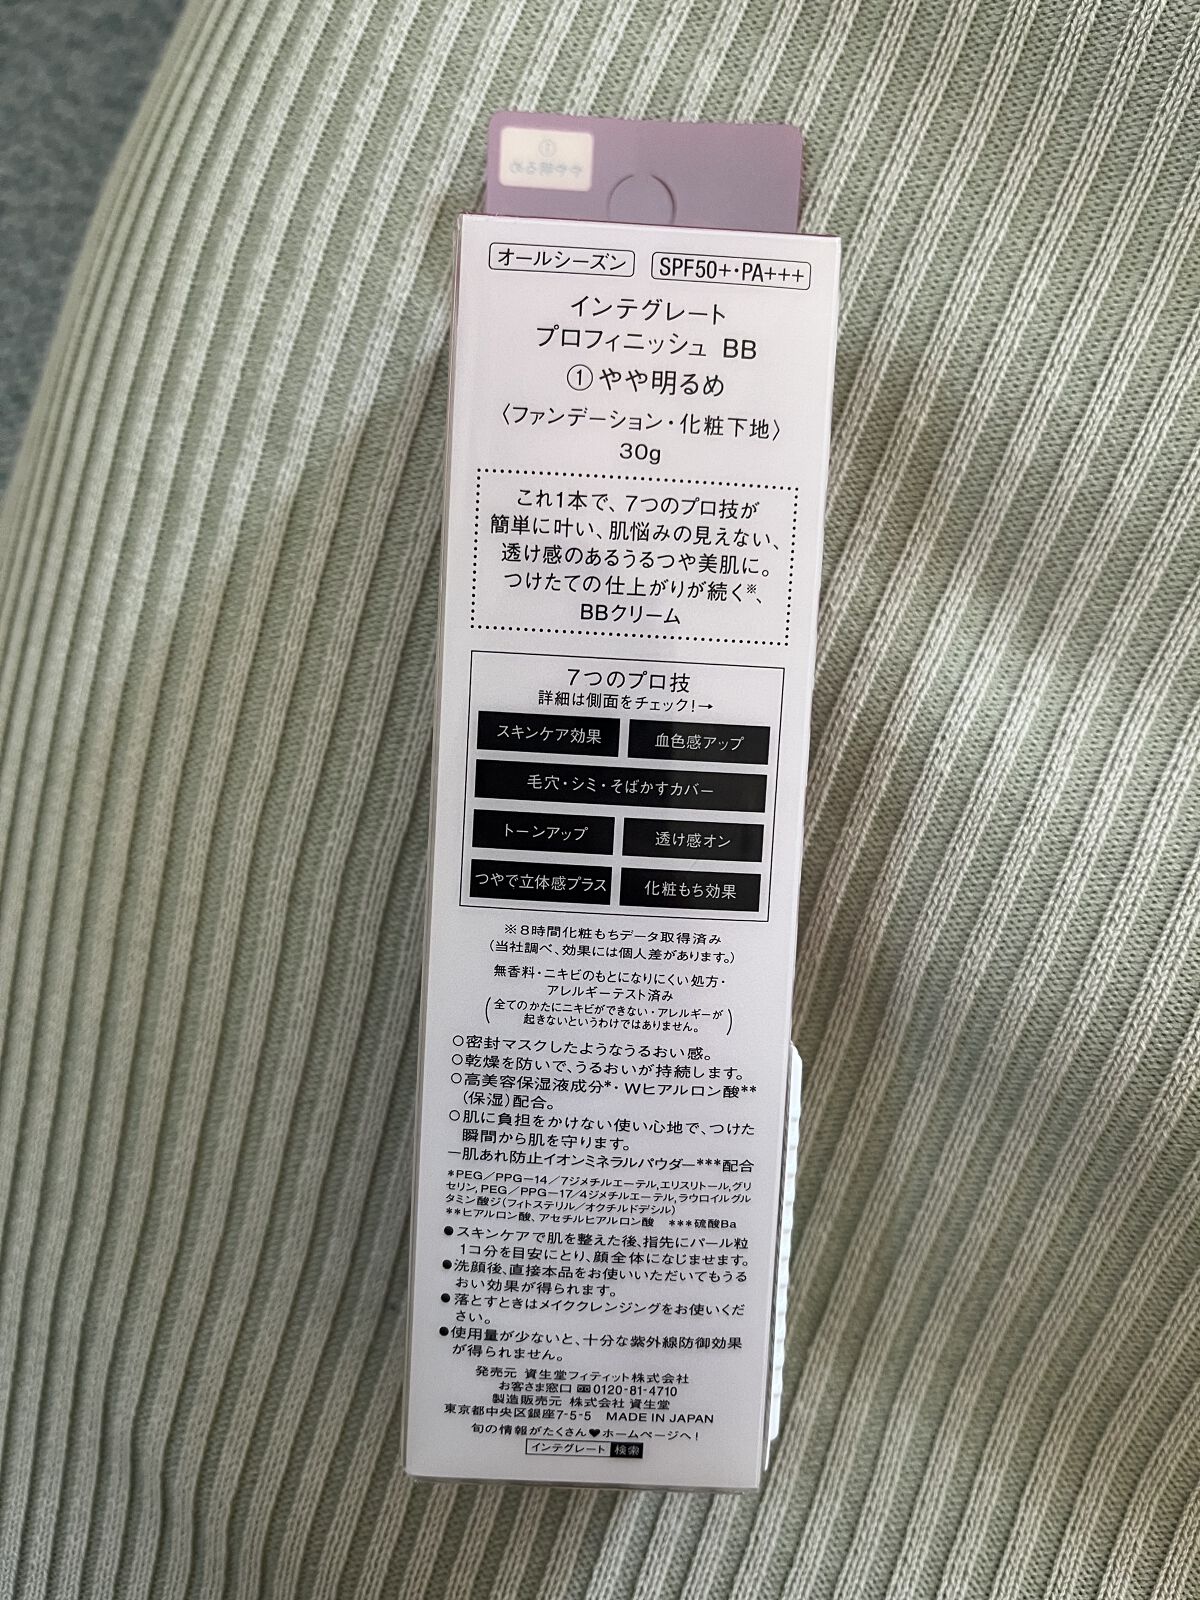 ① やや明るめ
オールシーズン SPF50+・PA+++
インテグレート
プロフィニッシュ BB
①やや明るめ
〈ファンデーション・化粧下地〉
30g
これ1本で、7つのプロ技が
簡単に叶い、肌悩みの見えない、
透け感のあるうるつや美肌に。
つけたての仕上がりが続く※、
BBクリーム
7つのプロ技
詳細は側面をチェック!→
スキンケア効果 血色感アップ
毛穴・シミ・そばかすカバー
トーンアップ 透け感オン
つやで立体感プラス 化粧もち効果
※8時間化粧もちデータ取得済み
(当社調べ、効果には個人差があります。)
無香料・ニキビのもとになりにくい処方・
アレルギーテスト済み
(全てのかたにニキビができない・アレルギーが
起きないというわけではありません。)
○密封マスクしたようなうるおい感。
○乾燥を防いで、うるおいが持続します。
○高美容保湿液成分*・Wヒアルロン酸**
(保湿)配合。
○肌に負担をかけない使い心地で、つけた
瞬間から肌を守ります。
ー肌あれ防止イオンミネラルパウダー***配合
*PEG/PPG-14/7ジメチルエーテル,エリスリトール,グリ
セリン,PEG/PPG-17/4ジメチルエーテル,ラウロイルグル
タミン酸ジ(フィトステリル/オクチルドデシル)
**ヒアルロン酸、アセチルヒアルロン酸 ***硫酸Ba
●スキンケアで肌を整えた後、指先にパール粒
1コ分を目安にとり、顔全体になじませます。
●洗顔後、直接本品をお使いいただいてもうる
おい効果が得られます。
●落とすときはメイククレンジングをお使いくだ
さい。
●使用量が少ないと、十分な紫外線防御効果
が得られません。
発売元 資生堂フィティット株式会社
お客さま窓口 0120-81-4710
製造販売元 株式会社 資生堂
東京都中央区銀座7-5-5 MADE IN JAPAN
旬の情報がたくさん♥ホームページへ!
インテグレート 検索